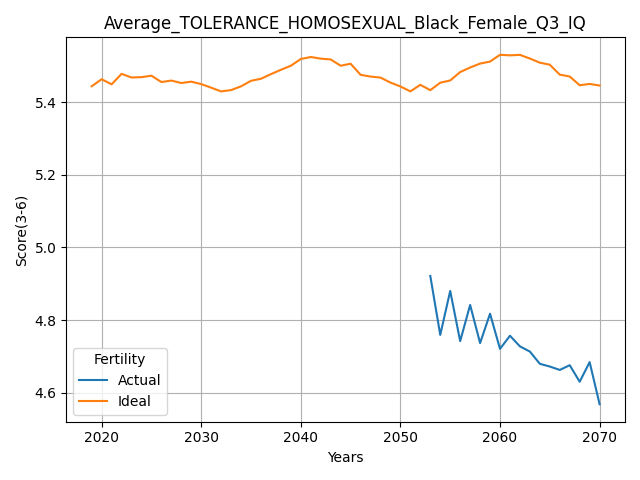 Average_TOLERANCE_HOMOSEXUAL_Black_Female_Q3_IQ
Score(3-6)
5.4
5.2
5.0
4.8
4.6
Fertility
Actual
Ideal
2020
2030
2040
2050
2060
2070
Years